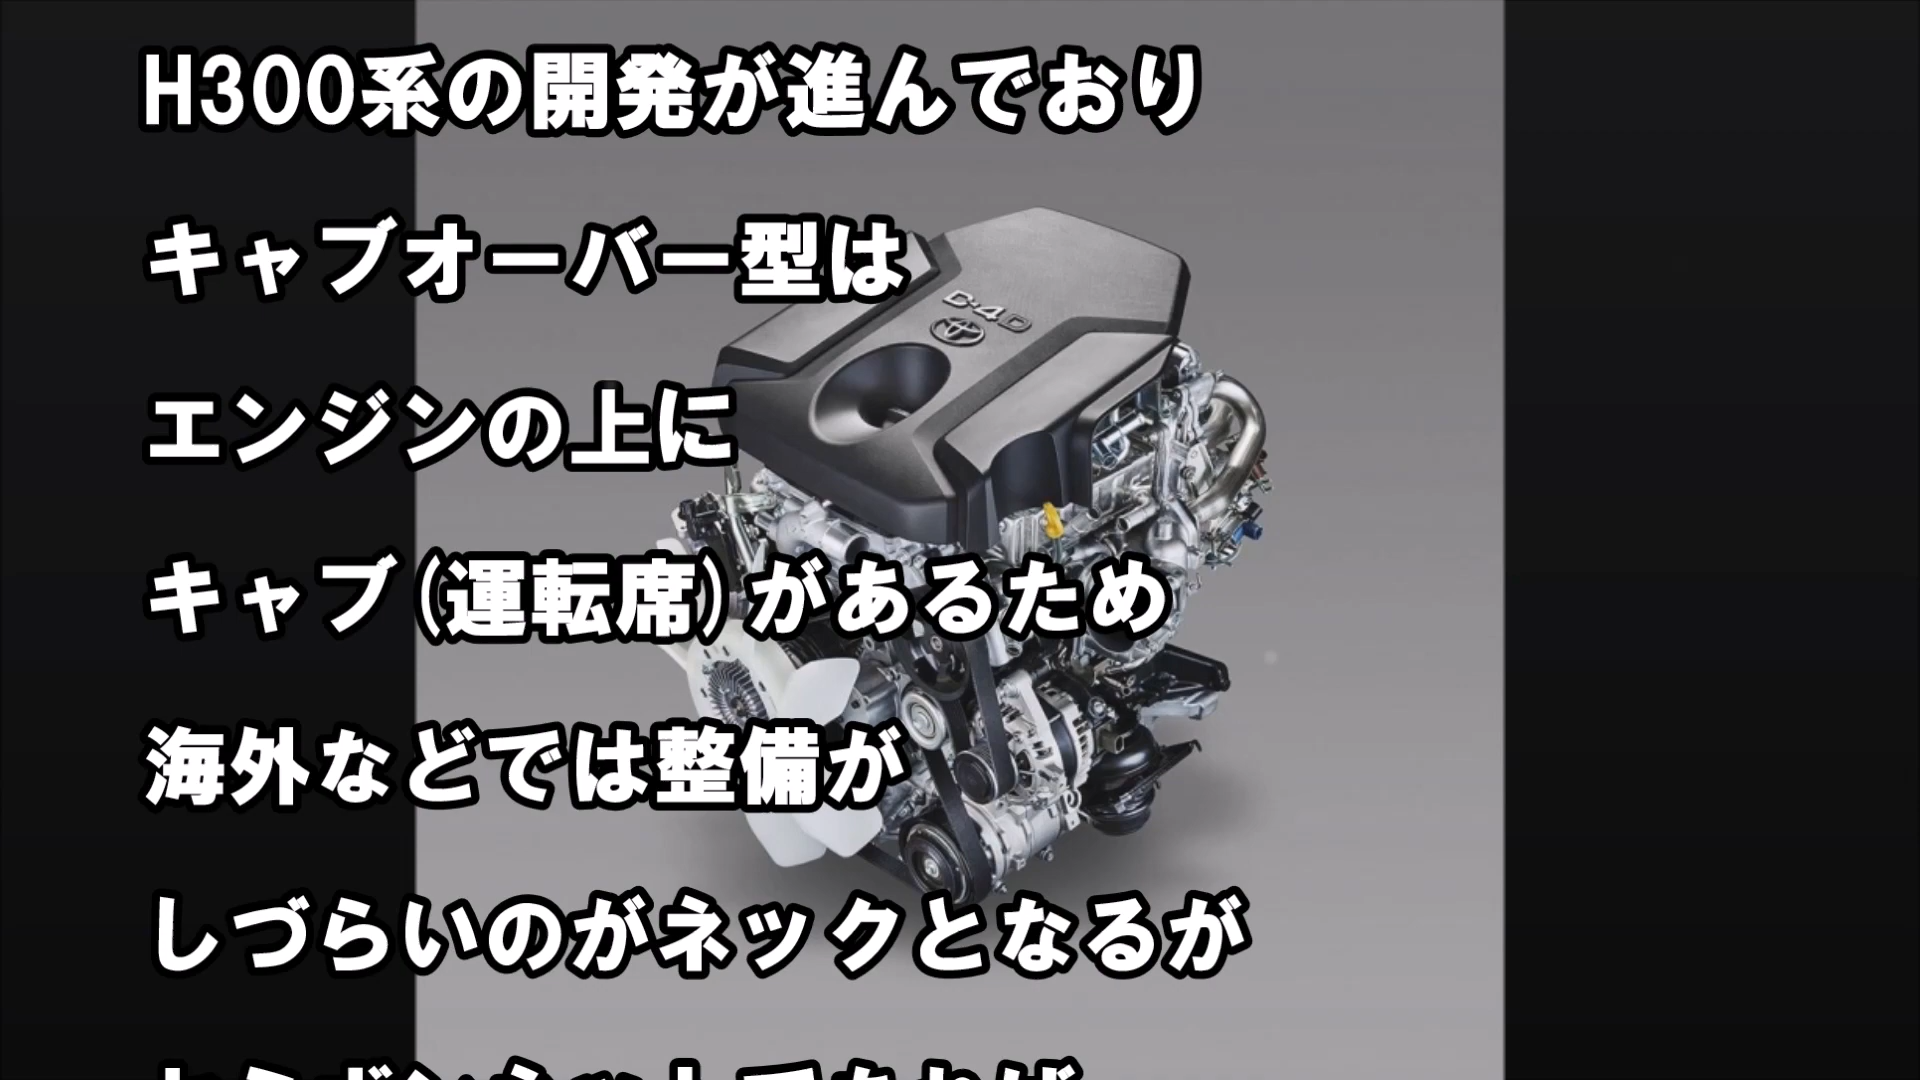 H300系の開発が進んでおり
キャブオーバー型は
D-4D
エンジンの上に
キャブ(運転席)があるため
海外などでは整備が
しづらいのがネックとなるが